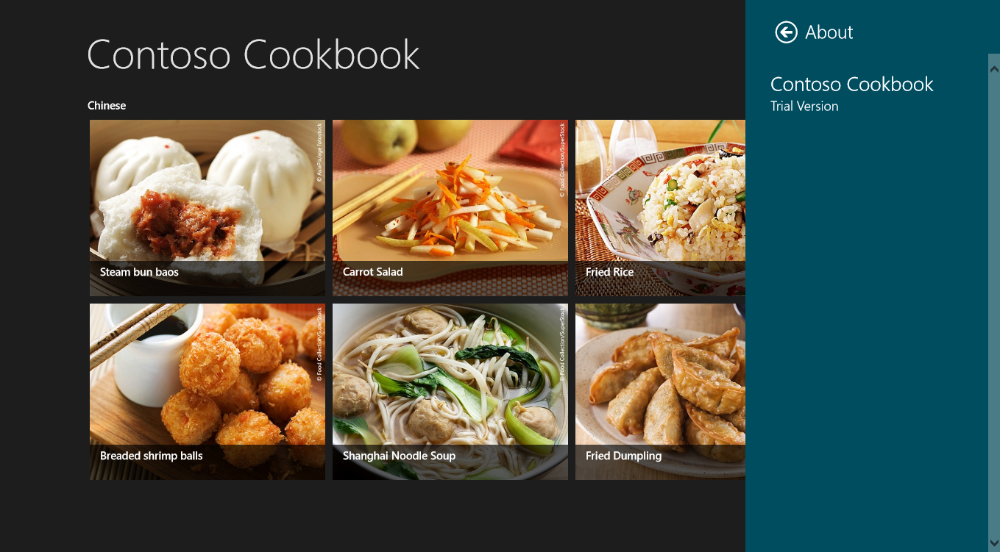 Contoso Cookbook
Chinese
© AsiaPix/age fotostock
Steam bun baos
© Food Collection/SuperStock
Carrot Salad
Fried Rice
© Food Collection/SuperStock
Breaded shrimp balls
© Food Collection/SuperStock
Shanghai Noodle Soup
Fried Dumpling
About
Contoso Cookbook
Trial Version